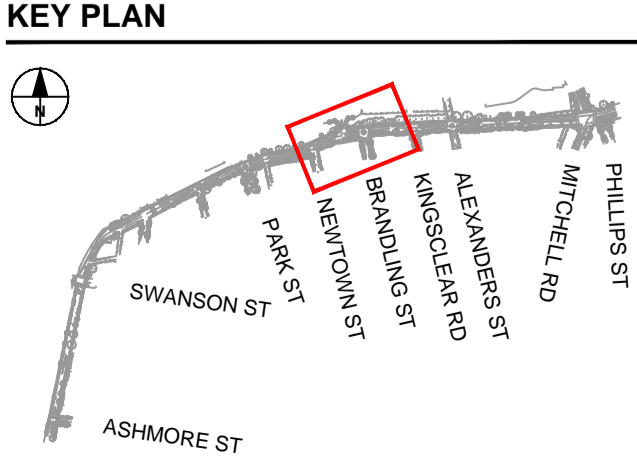 KEY PLAN
N
PHILLIPS ST
MITCHELL RD
ALEXANDERS ST
KINGSCLEAR RD
BRANDLING ST
NEWTOWN ST
PARK ST
SWANSON ST
ASHMORE ST